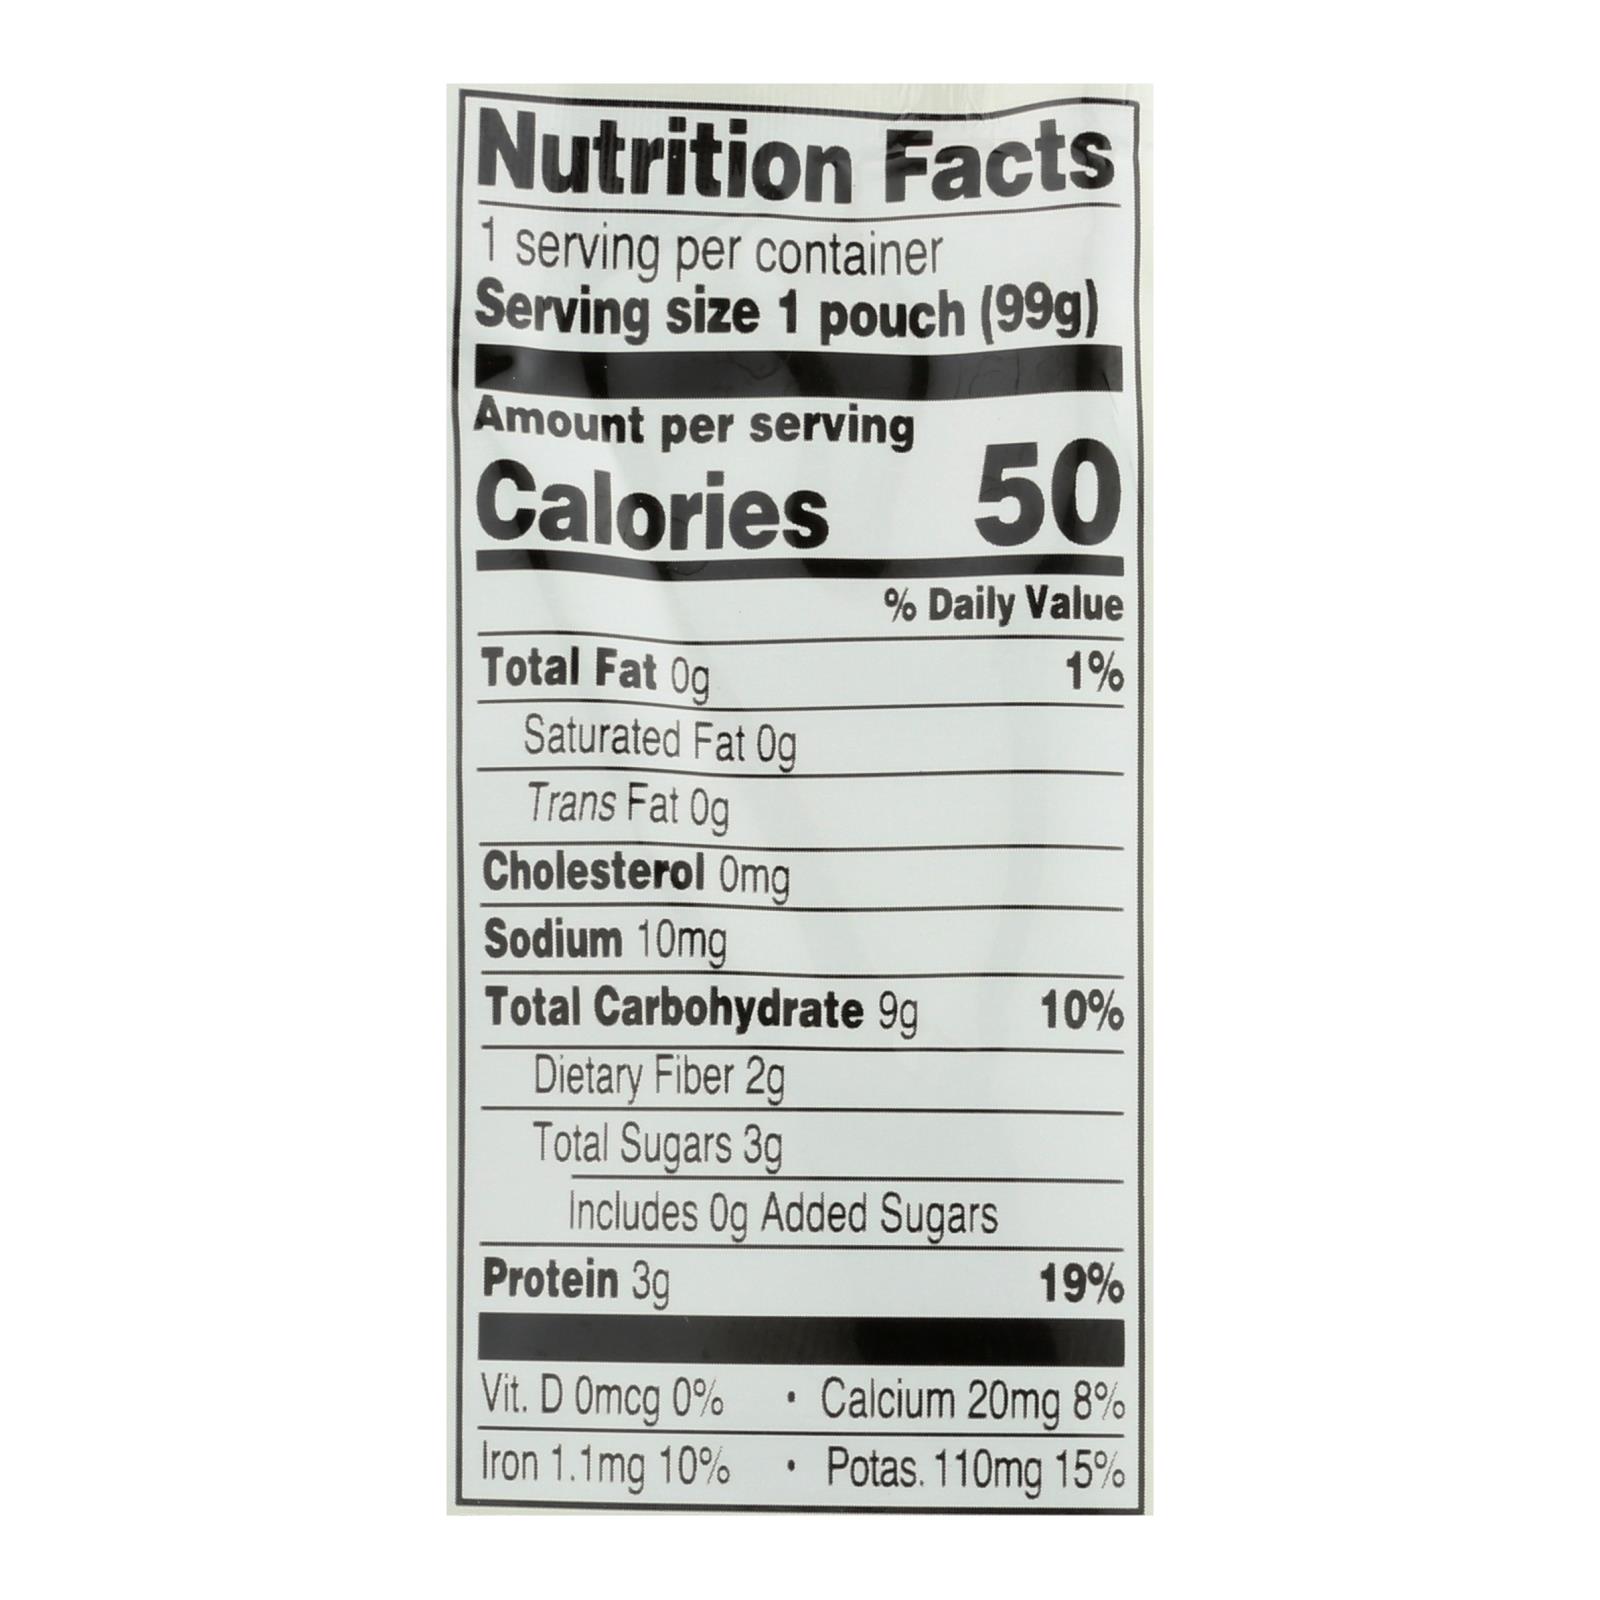 Nutrition Facts
1 serving per container
Serving size 1 pouch (99g)
Amount per serving
Calories 50
% Daily Value
Total Fat 0g 1%
Saturated Fat 0g
Trans Fat 0g
Cholesterol 0mg
Sodium 10mg
Total Carbohydrate 9g 10%
Dietary Fiber 2g
Total Sugars 3g
Includes 0g Added Sugars
Protein 3g 19%
Vit. D 0mcg 0% • Calcium 20mg 8%
Iron 1.1mg 10% • Potas. 110mg 15%